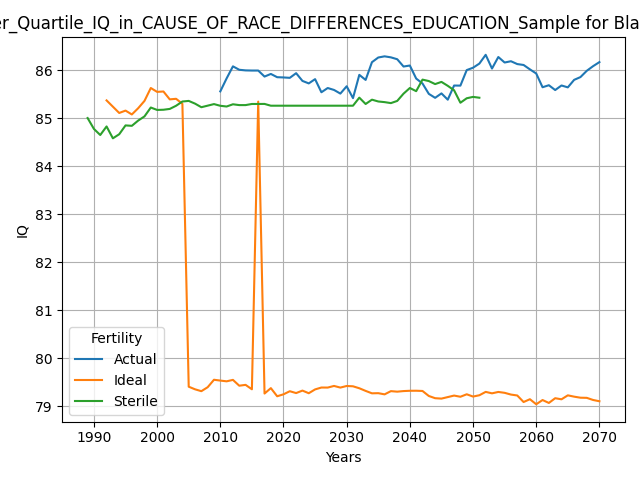 er_Quartile_IQ_in_CAUSE_OF_RACE_DIFFERENCES_EDUCATION_Sample for Bla
86
85
84
83
82
81
80
79
IQ
Fertility
Actual
Ideal
Sterile
1990 2000 2010 2020 2030 2040 2050 2060 2070
Years